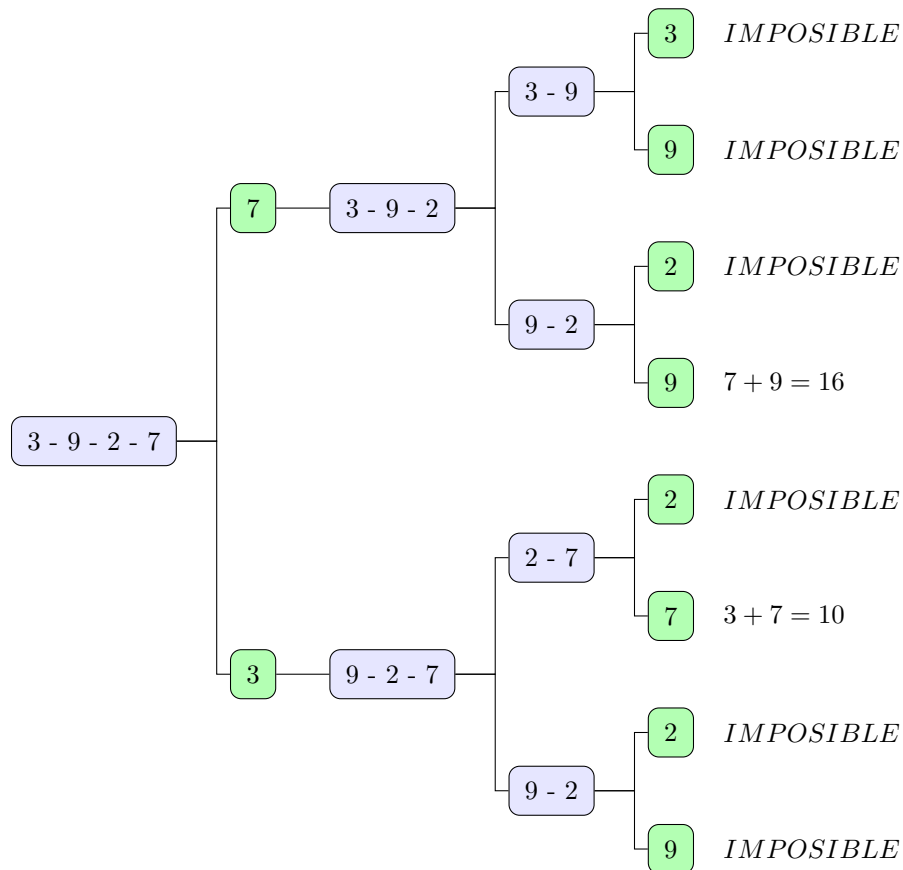 3 IMPOSIBLE
3 - 9
9 IMPOSIBLE
7
3 - 9 - 2
2 IMPOSIBLE
9 - 2
9 7 + 9 = 16
3 - 9 - 2 - 7
2 IMPOSIBLE
2 - 7
7 3 + 7 = 10
3
9 - 2 - 7
2 IMPOSIBLE
9 - 2
9 IMPOSIBLE